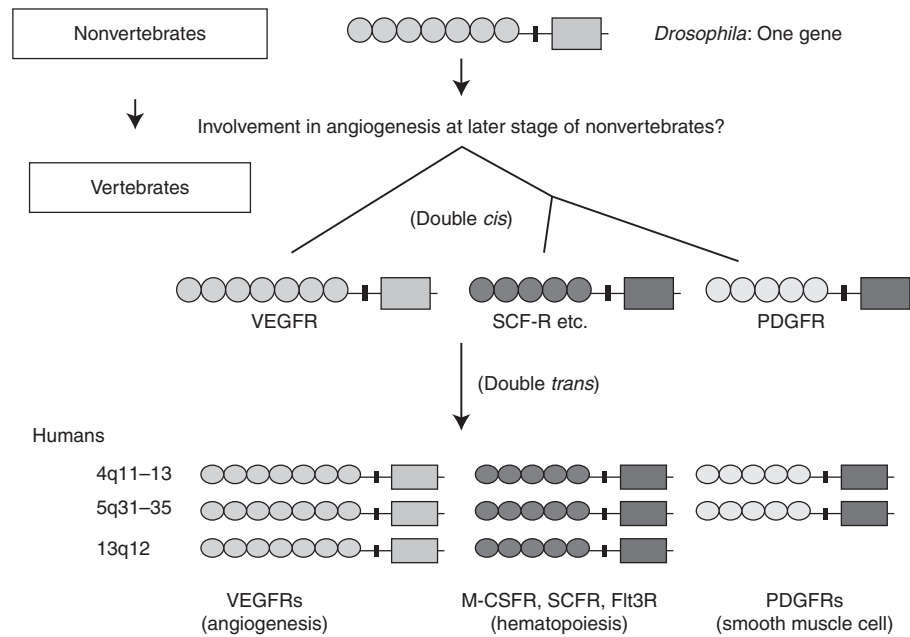 Nonvertebrates
Drosophila: One gene
Involvement in angiogenesis at later stage of nonvertebrates?
Vertebrates
(Double cis)
VEGFR
SCF-R etc.
PDGFR
(Double trans)
Humans
4q11–13
5q31–35
13q12
VEGFRs
(angiogenesis)
M-CSFR, SCFR, Flt3R
(hematopoiesis)
PDGFRs
(smooth muscle cell)